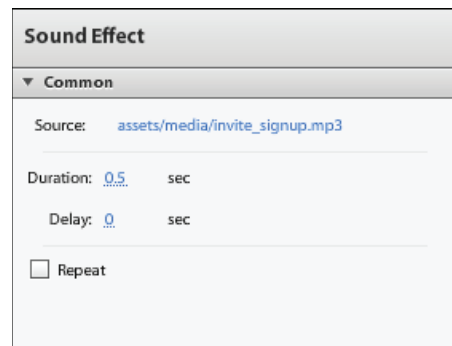 Sound Effect
Common
Source: assets/media/invite_signup.mp3
Duration: 0.5 sec
Delay: 0 sec
Repeat